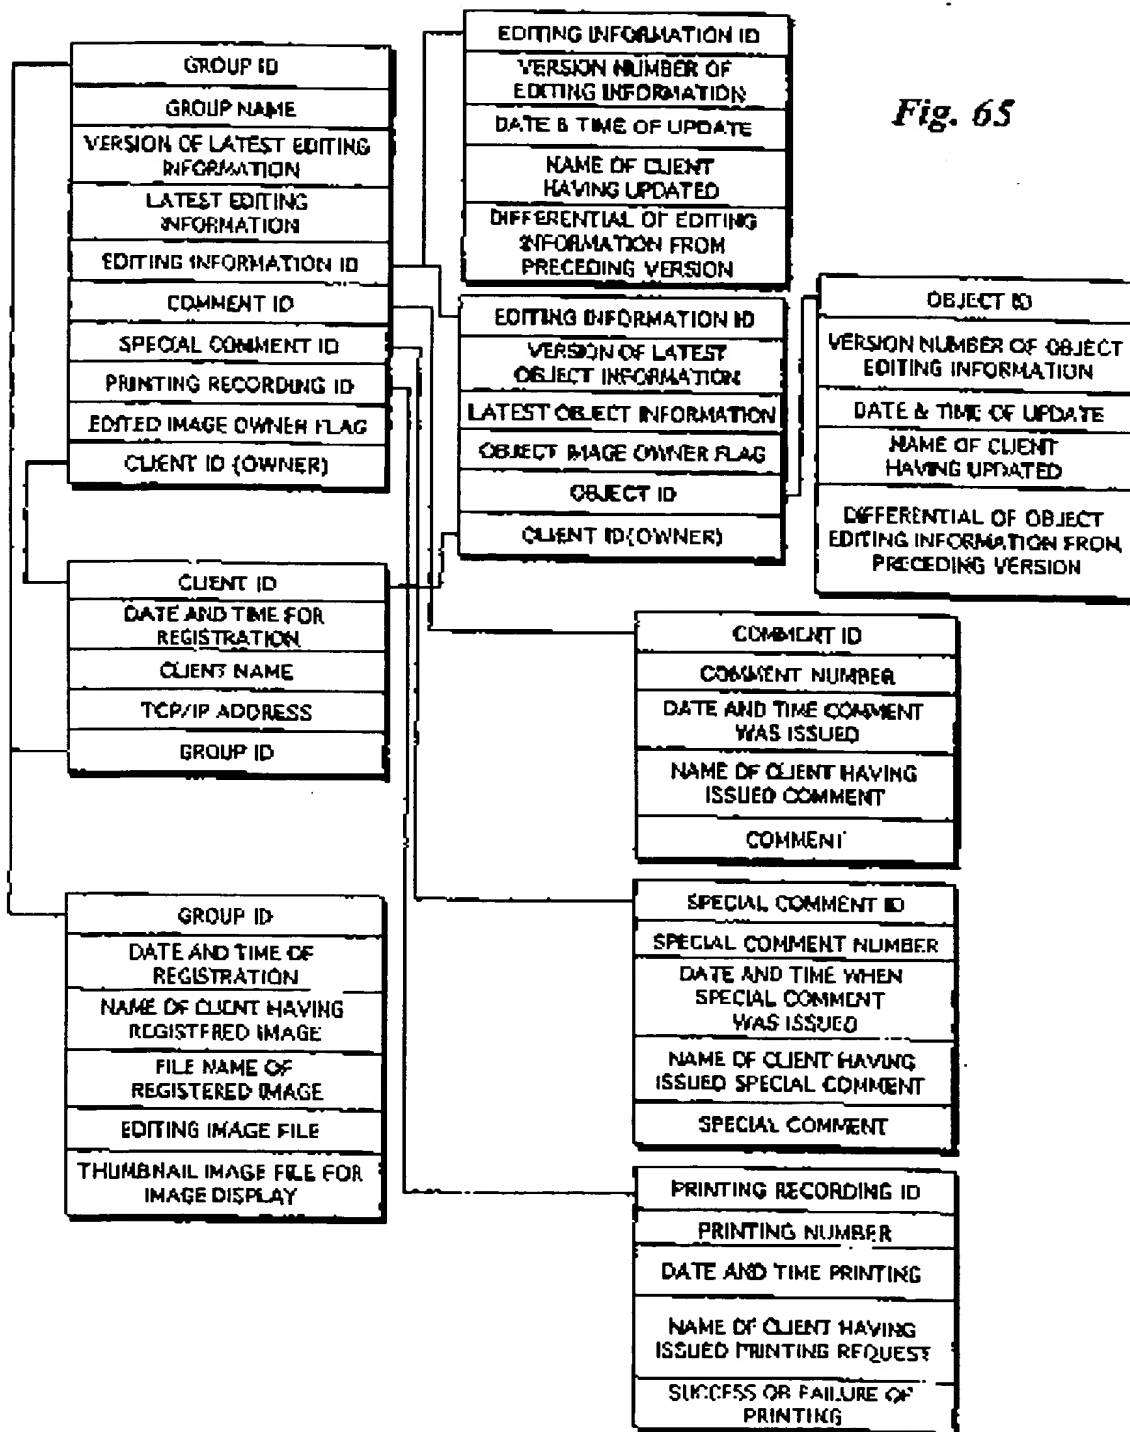 Fig. 65
GROUP ID
GROUP NAME
VERSION OF LATEST EDITING
INFORMATION
LATEST EDITING
INFORMATION
EDITING INFORMATION ID
COMMENT ID
SPECIAL COMMENT ID
PRINTING RECORDING ID
EDITED IMAGE OWNER FLAG
CLIENT ID (OWNER)
EDITING INFORMATION ID
VERSION NUMBER OF
EDITING INFORMATION
DATE & TIME OF UPDATE
NAME OF CLIENT
HAVING UPDATED
DIFFERENTIAL OF EDITING
INFORMATION FROM
PRECEDING VERSION
EDITING INFORMATION ID
VERSION OF LATEST
OBJECT INFORMATION
LATEST OBJECT INFORMATION
OBJECT IMAGE OWNER FLAG
OBJECT ID
CLIENT ID (OWNER)
OBJECT ID
VERSION NUMBER OF OBJECT
EDITING INFORMATION
DATE & TIME OF UPDATE
NAME OF CLIENT
HAVING UPDATED
DIFFERENTIAL OF OBJECT
EDITING INFORMATION FROM
PRECEDING VERSION
CLIENT ID
DATE AND TIME FOR
REGISTRATION
CLIENT NAME
TCP/IP ADDRESS
GROUP ID
COMMENT ID
COMMENT NUMBER
DATE AND TIME COMMENT
WAS ISSUED
NAME OF CLIENT HAVING
ISSUED COMMENT
COMMENT
GROUP ID
DATE AND TIME OF
REGISTRATION
NAME OF CLIENT HAVING
REGISTERED IMAGE
FILE NAME OF
REGISTERED IMAGE
EDITING IMAGE FILE
THUMBNAIL IMAGE FILE FOR
IMAGE DISPLAY
SPECIAL COMMENT ID
SPECIAL COMMENT NUMBER
DATE AND TIME WHEN
SPECIAL COMMENT
WAS ISSUED
NAME OF CLIENT HAVING
ISSUED SPECIAL COMMENT
SPECIAL COMMENT
PRINTING RECORDING ID
PRINTING NUMBER
DATE AND TIME PRINTING
NAME OF CLIENT HAVING
ISSUED PRINTING REQUEST
SUCCESS OR FAILURE OF
PRINTING